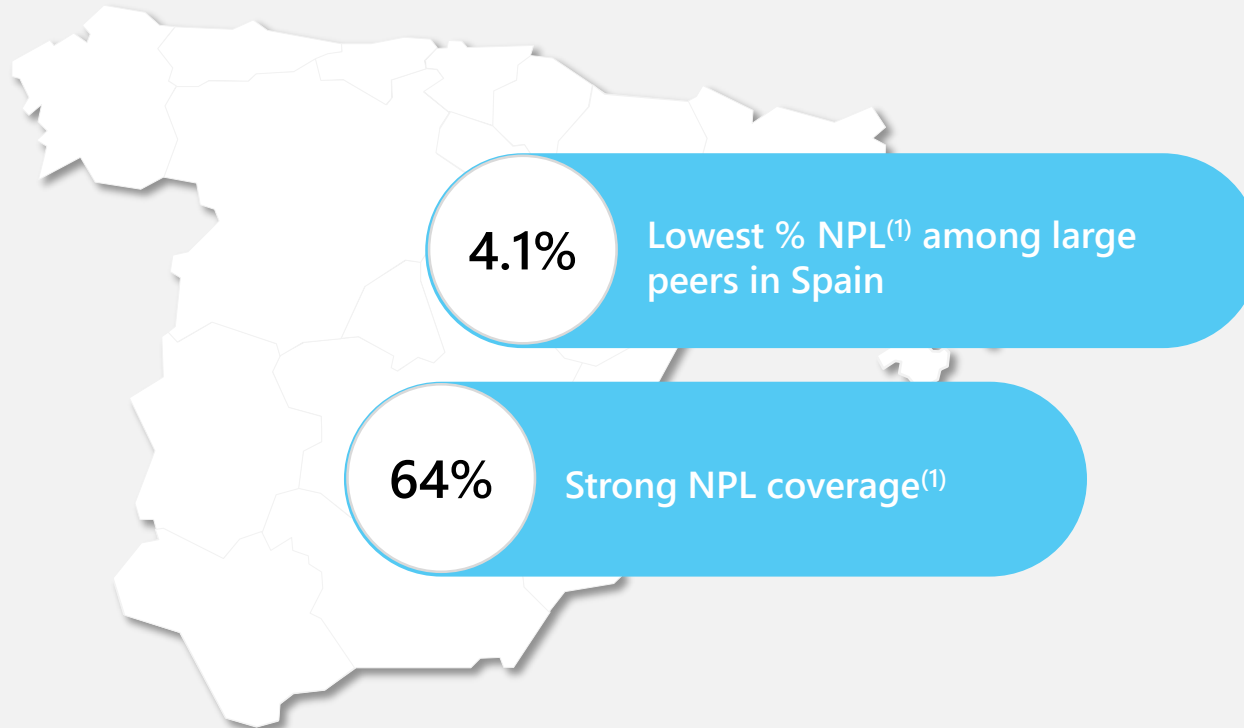 4.1%
Lowest % NPL(1) among large
peers in Spain
64%
Strong NPL coverage(1)